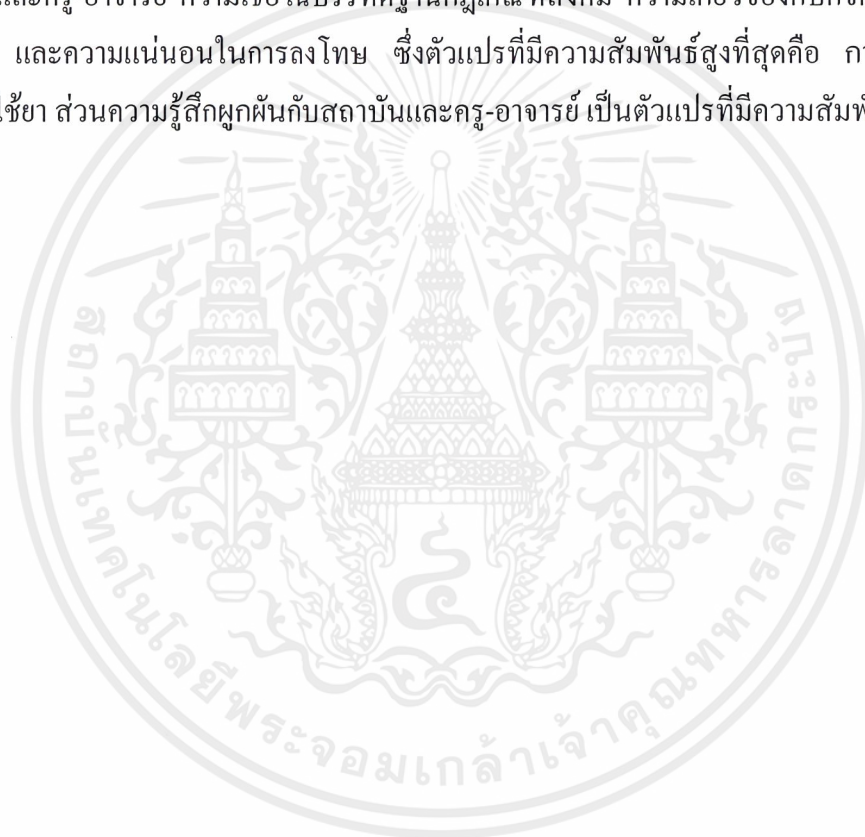 และความแน่นอนในการลงโทษ ซึ่งตัวแปรที่มีความสัมพันธ์สูงที่สุดคือ
ใช้ยา ส่วนความรู้สึกผูกผันกับสถาบันและครู-อาจารย์ เป็นตัวแปรที่มีความ
สถาบันเทคโนโลยีพระจอมเกล้าเจ้าคุณทหารลาดกระบัง